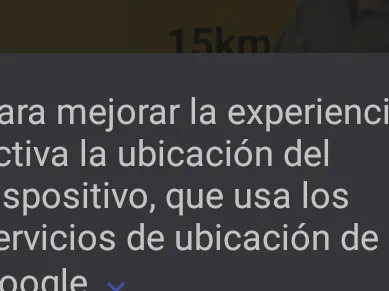 15km
ara mejorar la experienci
ctiva la ubicación del
spositivo, que usa los
ervicios de ubicación de
oogle